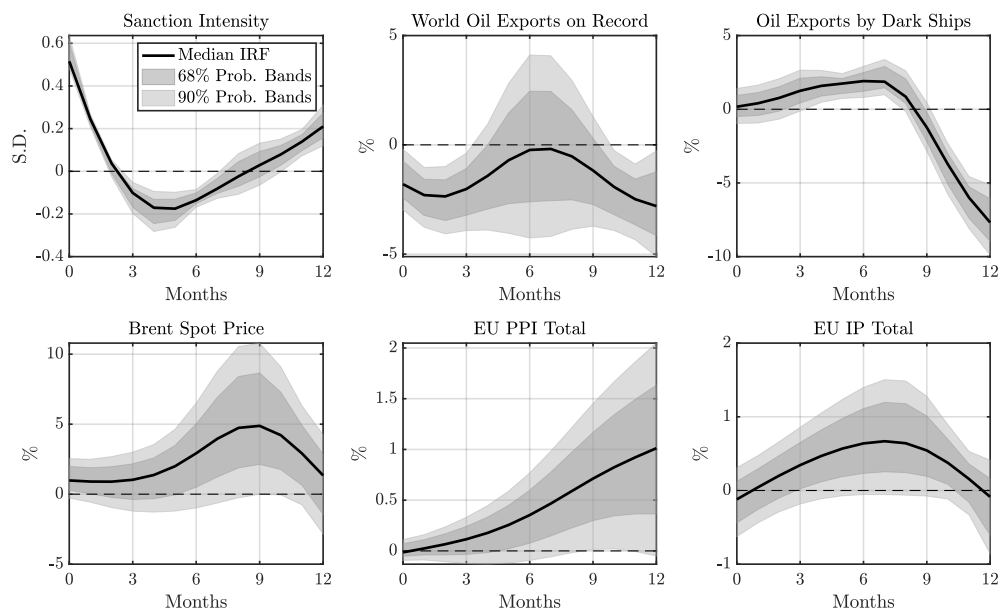 Sanction Intensity
0.6
0.4
0.2
0
-0.2
-0.4
S.D.
0 3 6 9 12
Months
Median IRF
68% Prob. Bands
90% Prob. Bands
World Oil Exports on Record
5
0
-5
%
0 3 6 9 12
Months
Oil Exports by Dark Ships
5
0
-5
-10
%
0 3 6 9 12
Months
Brent Spot Price
10
5
0
-5
%
0 3 6 9 12
Months
EU PPI Total
2
1.5
1
0.5
0
%
0 3 6 9 12
Months
EU IP Total
2
1
0
-1
%
0 3 6 9 12
Months